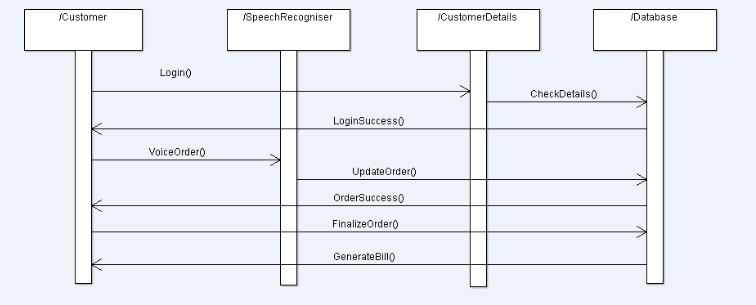 /Customer
/SpeechRecogniser
/CustomerDetails
/Database
Login()
CheckDetails()
LoginSuccess()
VoiceOrder()
UpdateOrder()
OrderSuccess()
FinalizeOrder()
GenerateBill()